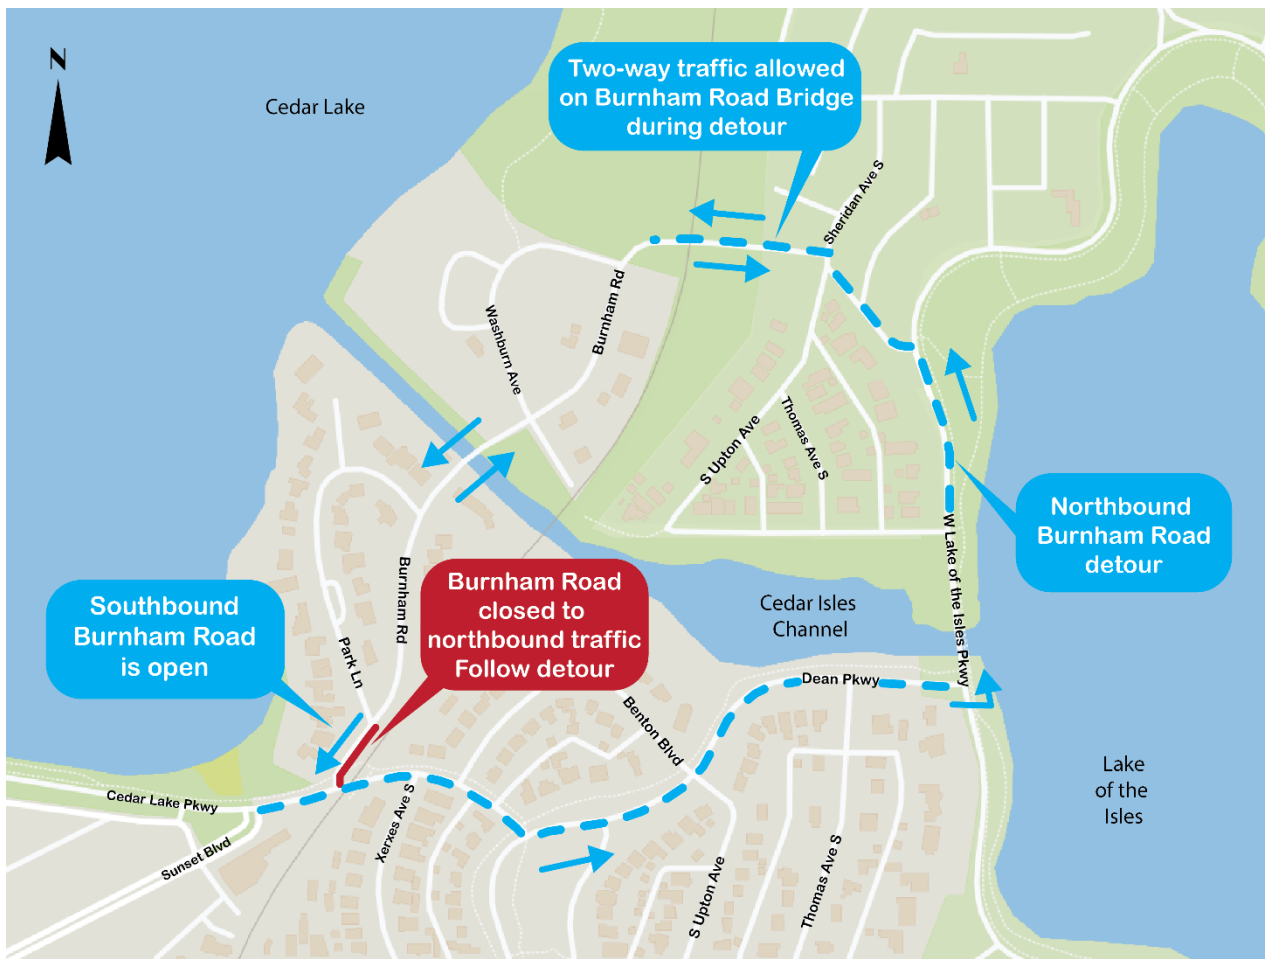 N
Cedar Lake
Two-way traffic allowed
on Burnham Road Bridge
during detour
Sheridan Ave S
Burnham Rd
Washburn Ave
S Upton Ave
Thomas Ave S
Northbound
Burnham Road
detour
W Lake of the Isles Pkwy
Burnham Rd
Burnham Road
closed to
northbound traffic
Follow detour
Southbound
Burnham Road
is open
Cedar Isles
Channel
Park Ln
Dean Pkwy
Benton Blvd
Lake
of the
Isles
Cedar Lake Pkwy
Sunset Blvd
Xerxes Ave S
S Upton Ave
Thomas Ave S